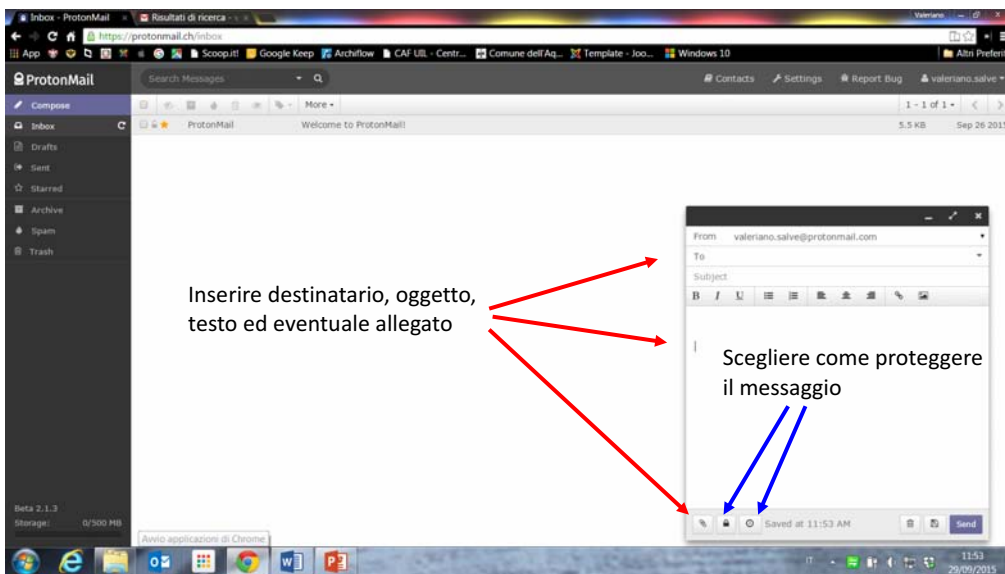 Inbox - ProtonMail
Risultati di ricerca -
Valeriano
https://protonmail.ch/inbox
App
Scoop.it!
Google Keep
Archiflow
CAF UIL - Centr...
Comune dell'Aq...
Template - Joo...
Windows 10
Altri Preferit
ProtonMail
Search Messages
Contacts
Settings
Report Bug
valeriano.salve
Compose
More
1 - 1 of 1
Inbox
ProtonMail
Welcome to ProtonMail!
5.5 KB
Sep 26 2015
Drafts
Sent
Starred
Archive
Spam
Trash
From valeriano.salve@protonmail.com
To
Subject
B I U
Inserire destinatario, oggetto,
testo ed eventuale allegato
Scegliere come proteggere
il messaggio
Saved at 11:53 AM
Send
Beta 2.1.3
Storage: 0/500 MB
Avvio applicazioni di Chrome
IT
11:53
29/09/2015